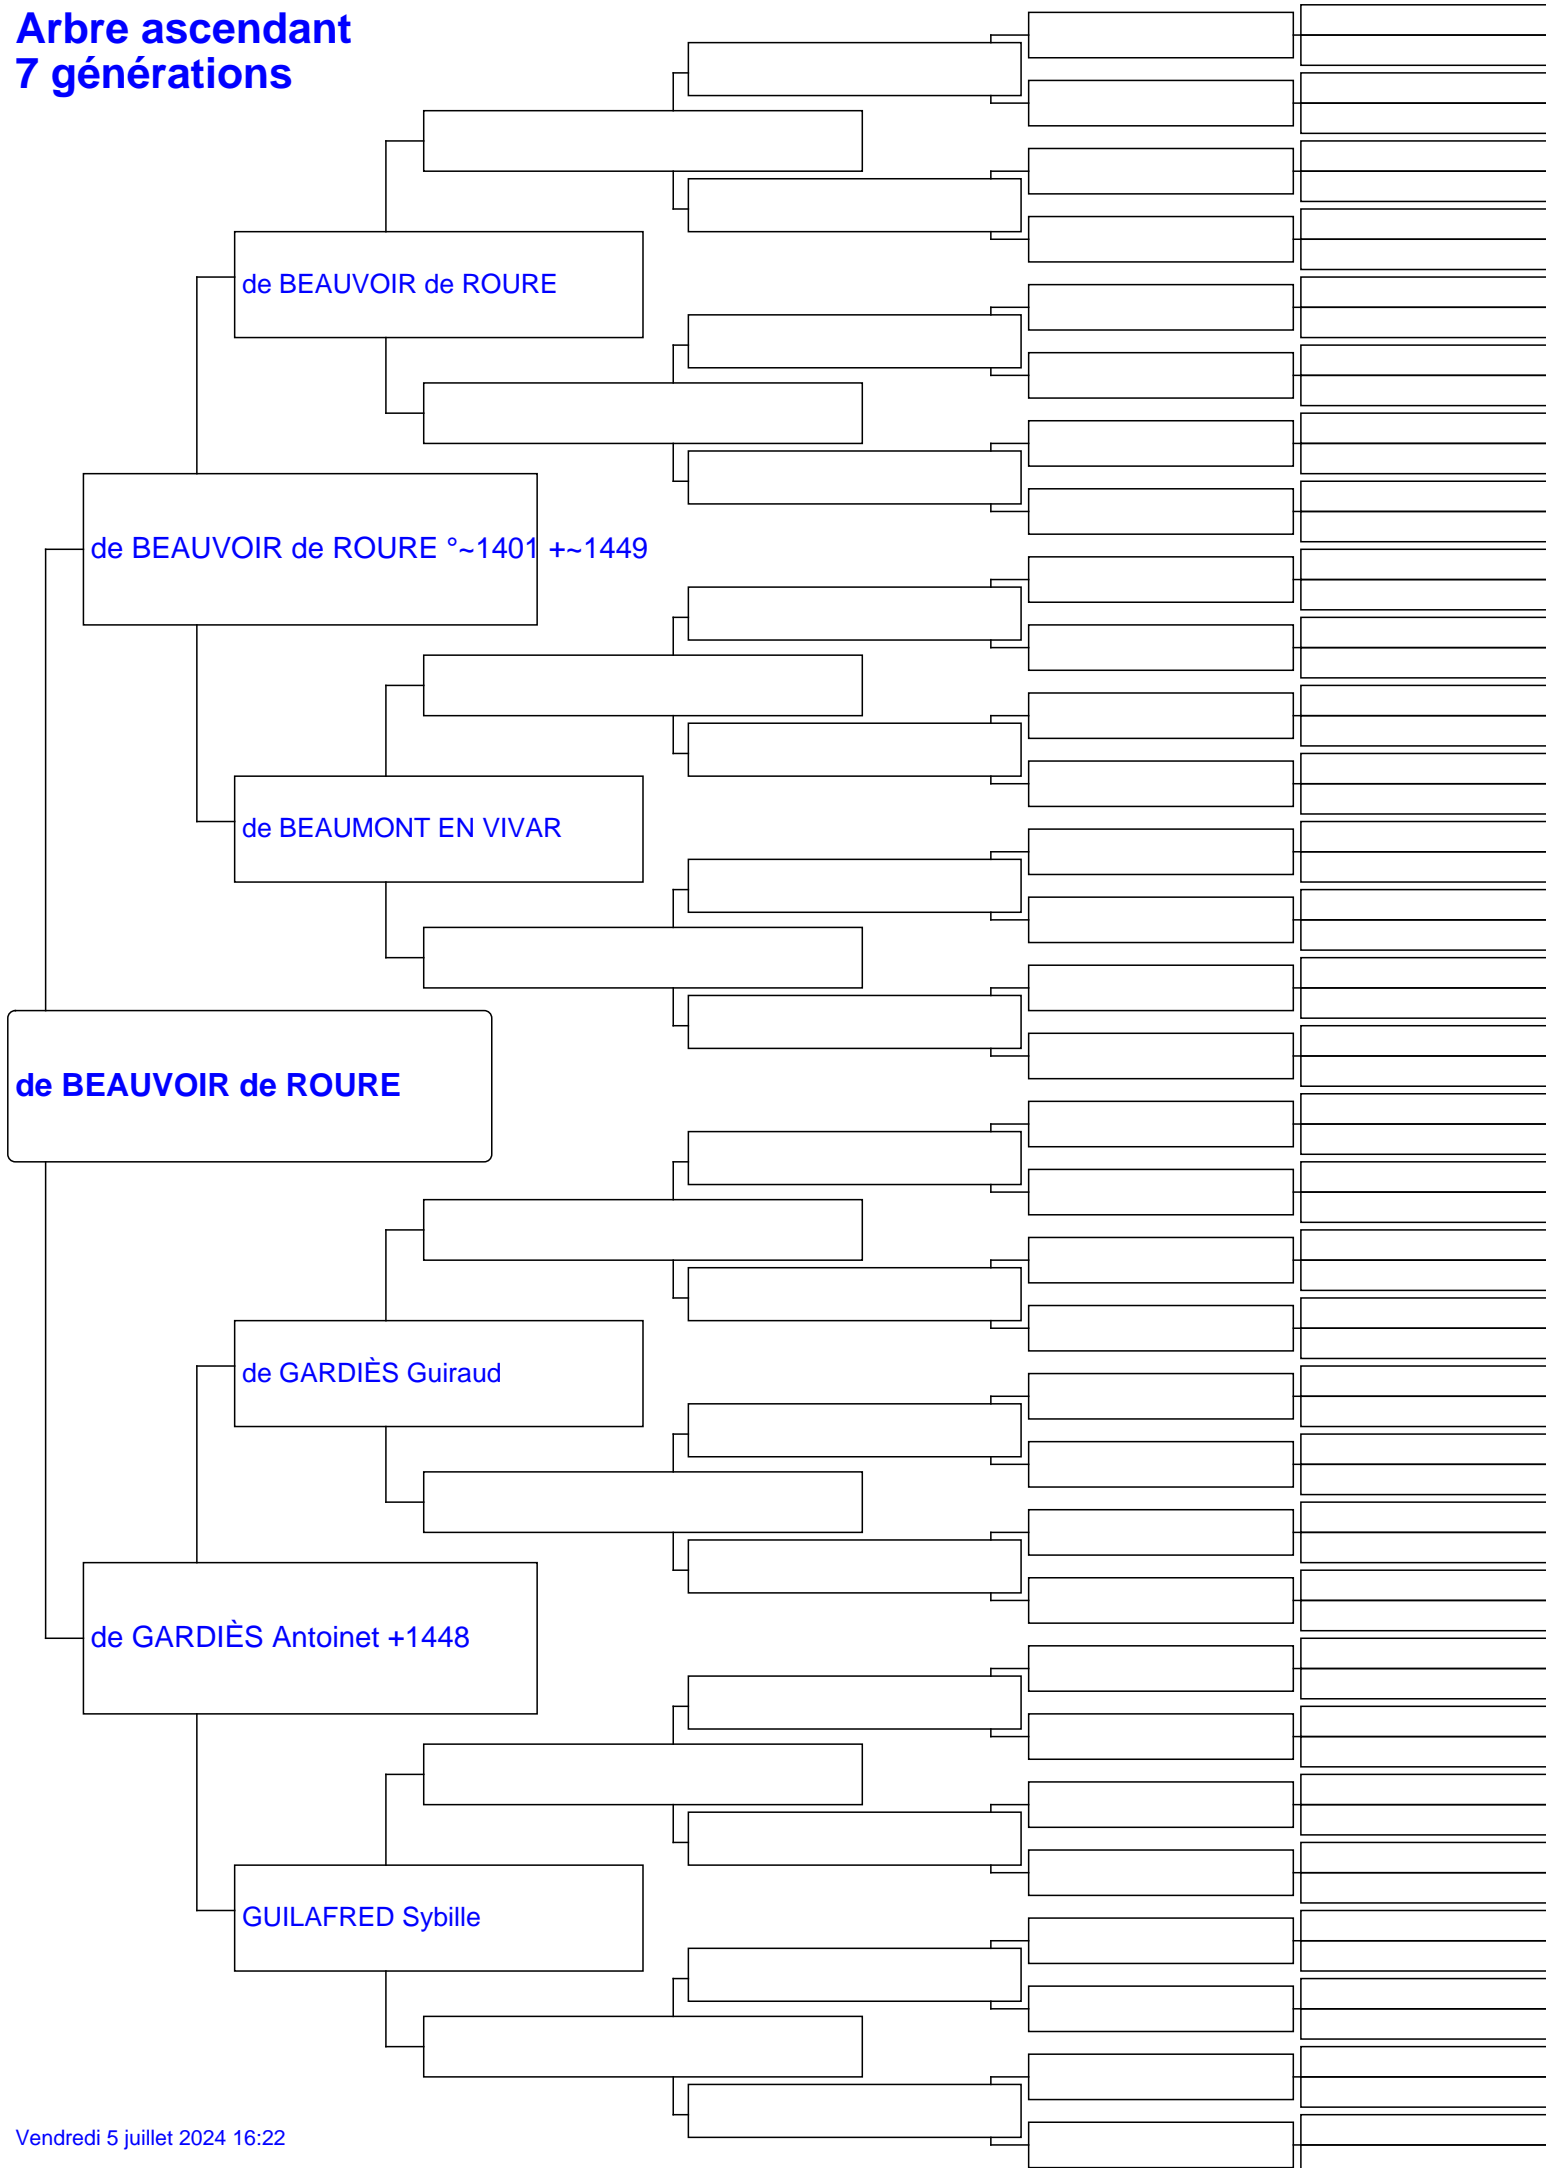 Arbre ascendant
7 générations
de BEAUVOIR de ROURE
de BEAUVOIR de ROURE °~1401 +~1449
de BEAUMONT EN VIVAR
de BEAUVOIR de ROURE
de GARDIÈS Guiraud
de GARDIÈS Antoinet +1448
GUILAFRED Sybille
Vendredi 5 juillet 2024 16:22